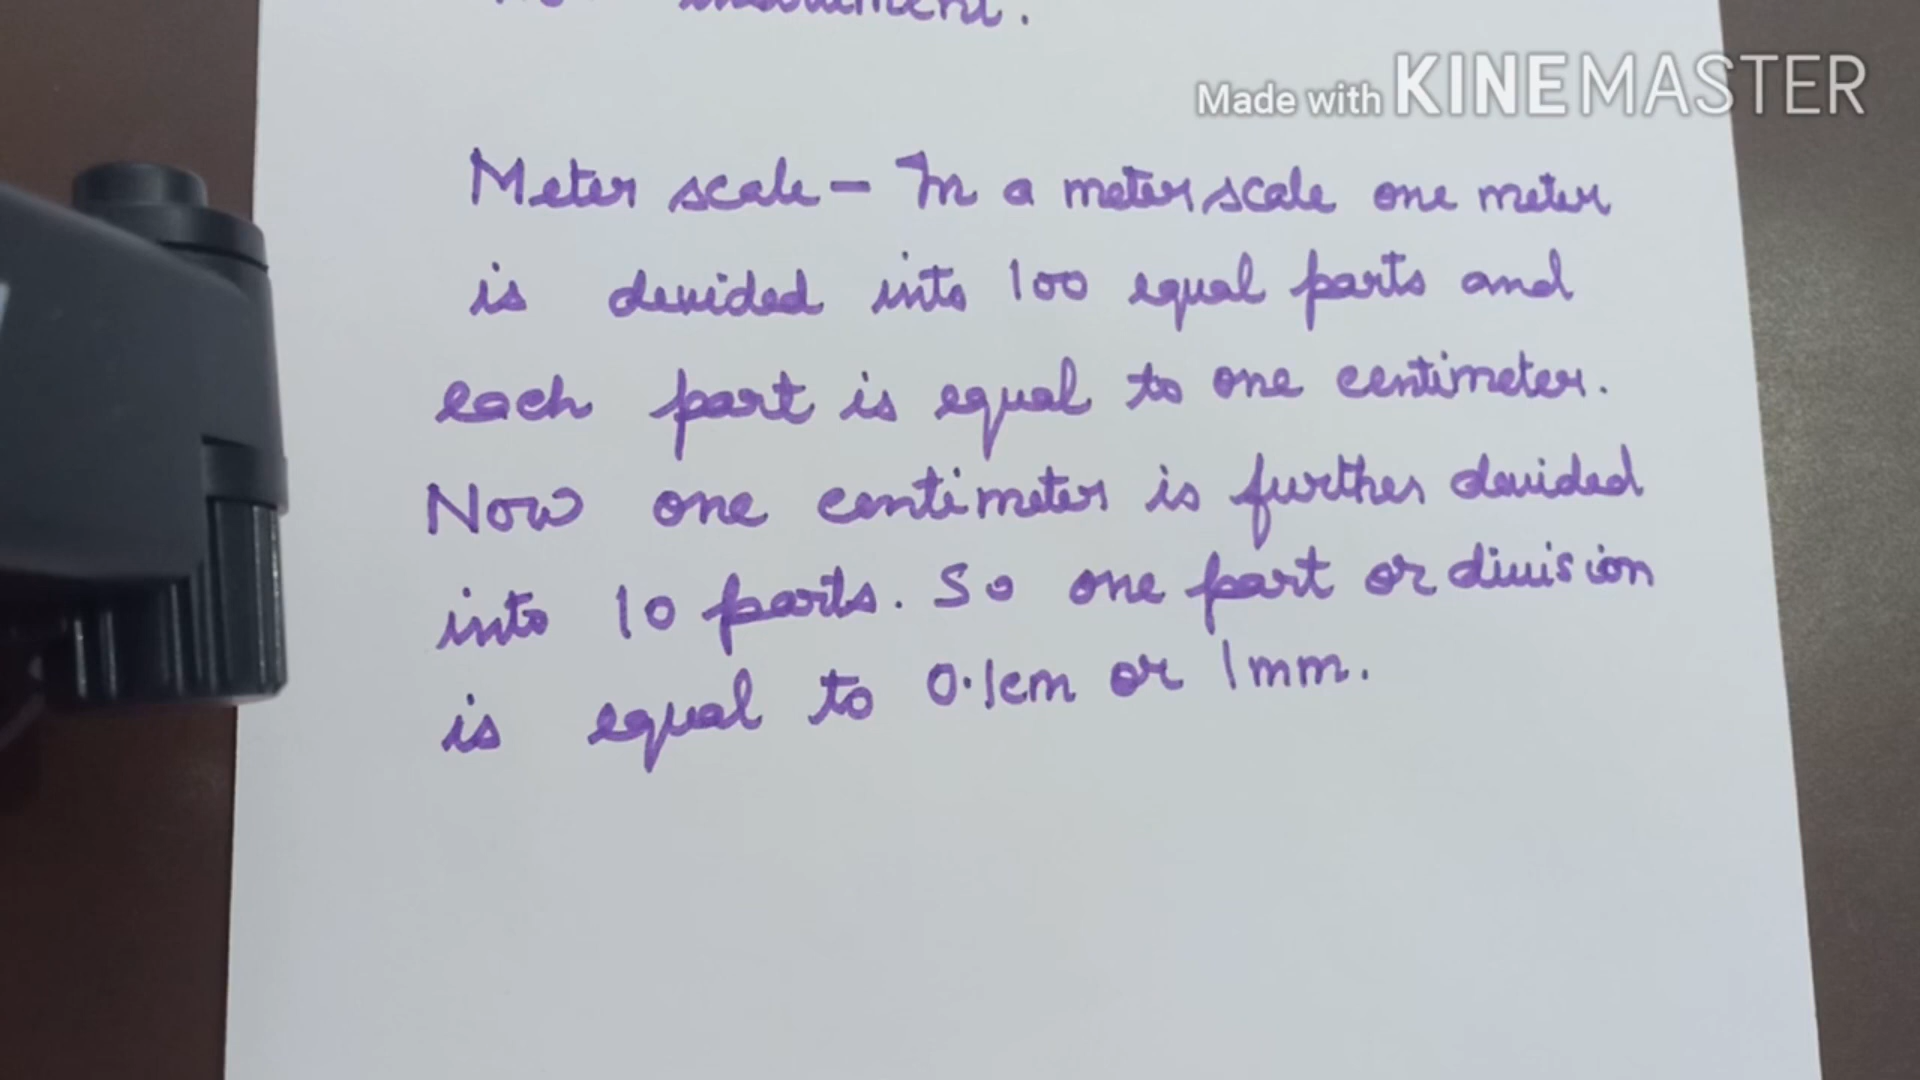 instrument.
Made with KINEMASTER
Meter scale - In a meter scale one meter
is devided into 100 equal parts and
each part is equal to one centimeter.
Now one centimeter is further devided
into 10 parts. So one part or division
is equal to 0.1cm or 1mm.